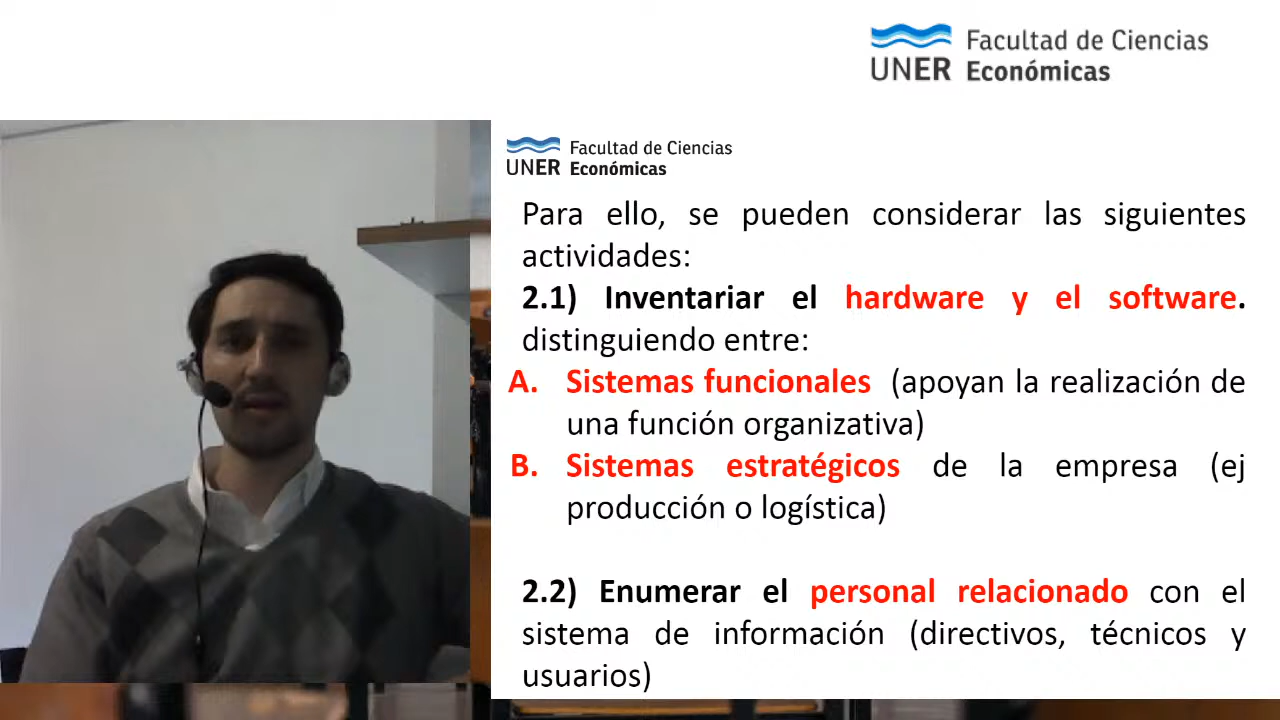 UNER Facultad de Ciencias
Económicas
UNER Facultad de Ciencias
Económicas
Para ello, se pueden considerar las siguientes
actividades:
2.1) Inventariar el hardware y el software.
distinguiendo entre:
A. Sistemas funcionales (apoyan la realización de
una función organizativa)
B. Sistemas estratégicos de la empresa (ej
producción o logística)
2.2) Enumerar el personal relacionado con el
sistema de información (directivos, técnicos y
usuarios)